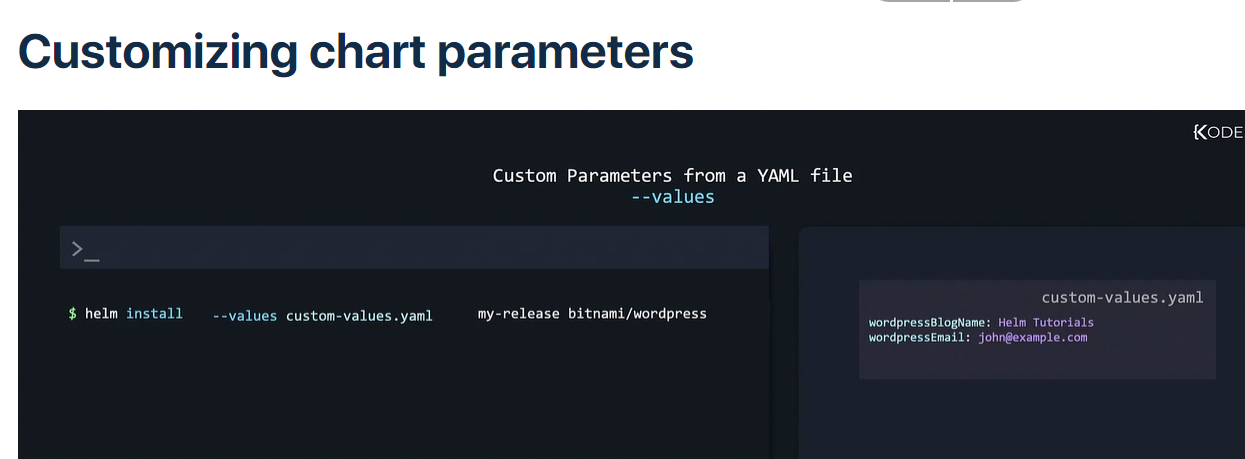 Customizing chart parameters
KODE
Custom Parameters from a YAML file
--values
>_
$ helm install --values custom-values.yaml my-release bitnami/wordpress
custom-values.yaml
wordpressBlogName: Helm Tutorials
wordpressEmail: john@example.com